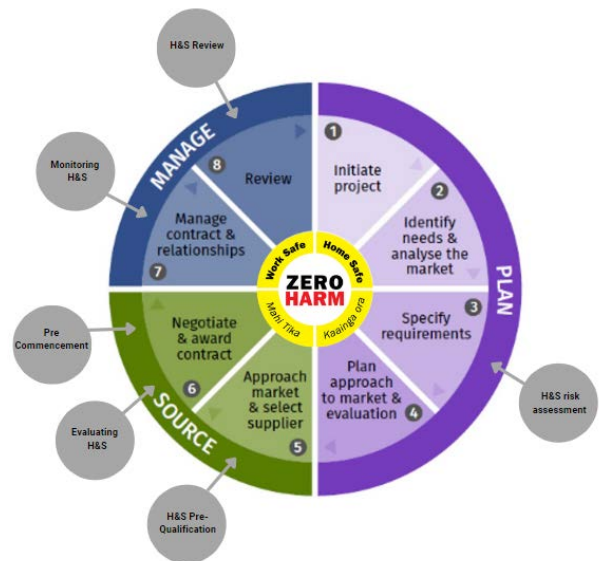 H&S Review
Monitoring
H&S
Pre
Commencement
Evaluating
H&S
H&S Pre-
Qualification
H&S risk
assessment
MANAGE
PLAN
SOURCE
1
Initiate
project
2
Identify
needs &
analyse the
market
3
Specify
requirements
Plan
approach
to market &
evaluation
4
Approach
market
& select
supplier
5
Negotiate
& award
contract
6
Manage
contract &
relationships
7
8
Review
Work Safe
Home Safe
ZERO
HARM
Mahi Tika
Kaainga ora